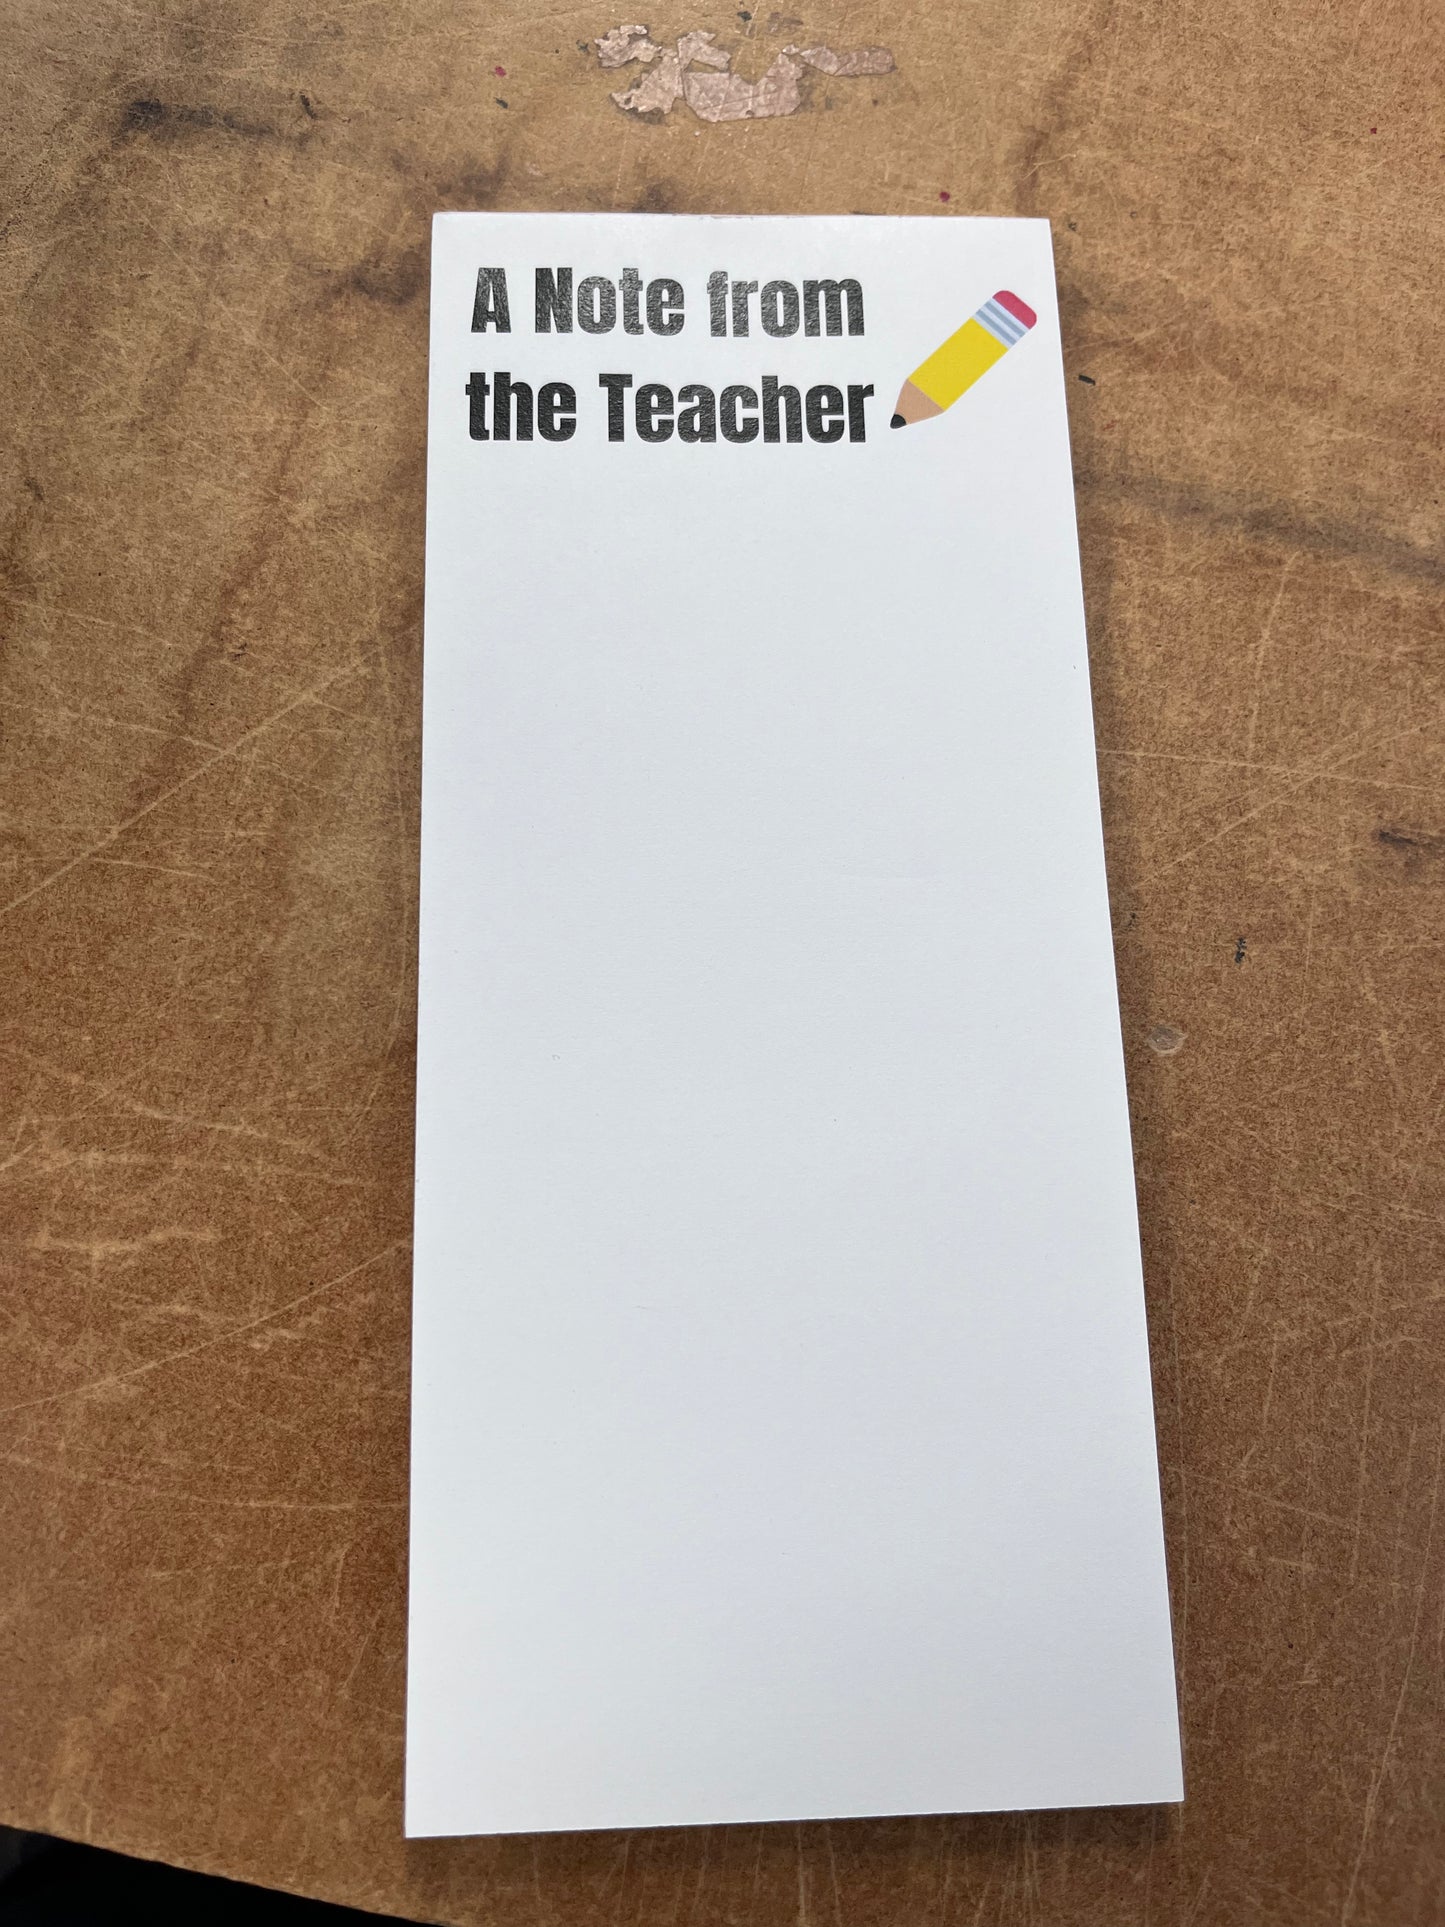 A Note from
the Teacher